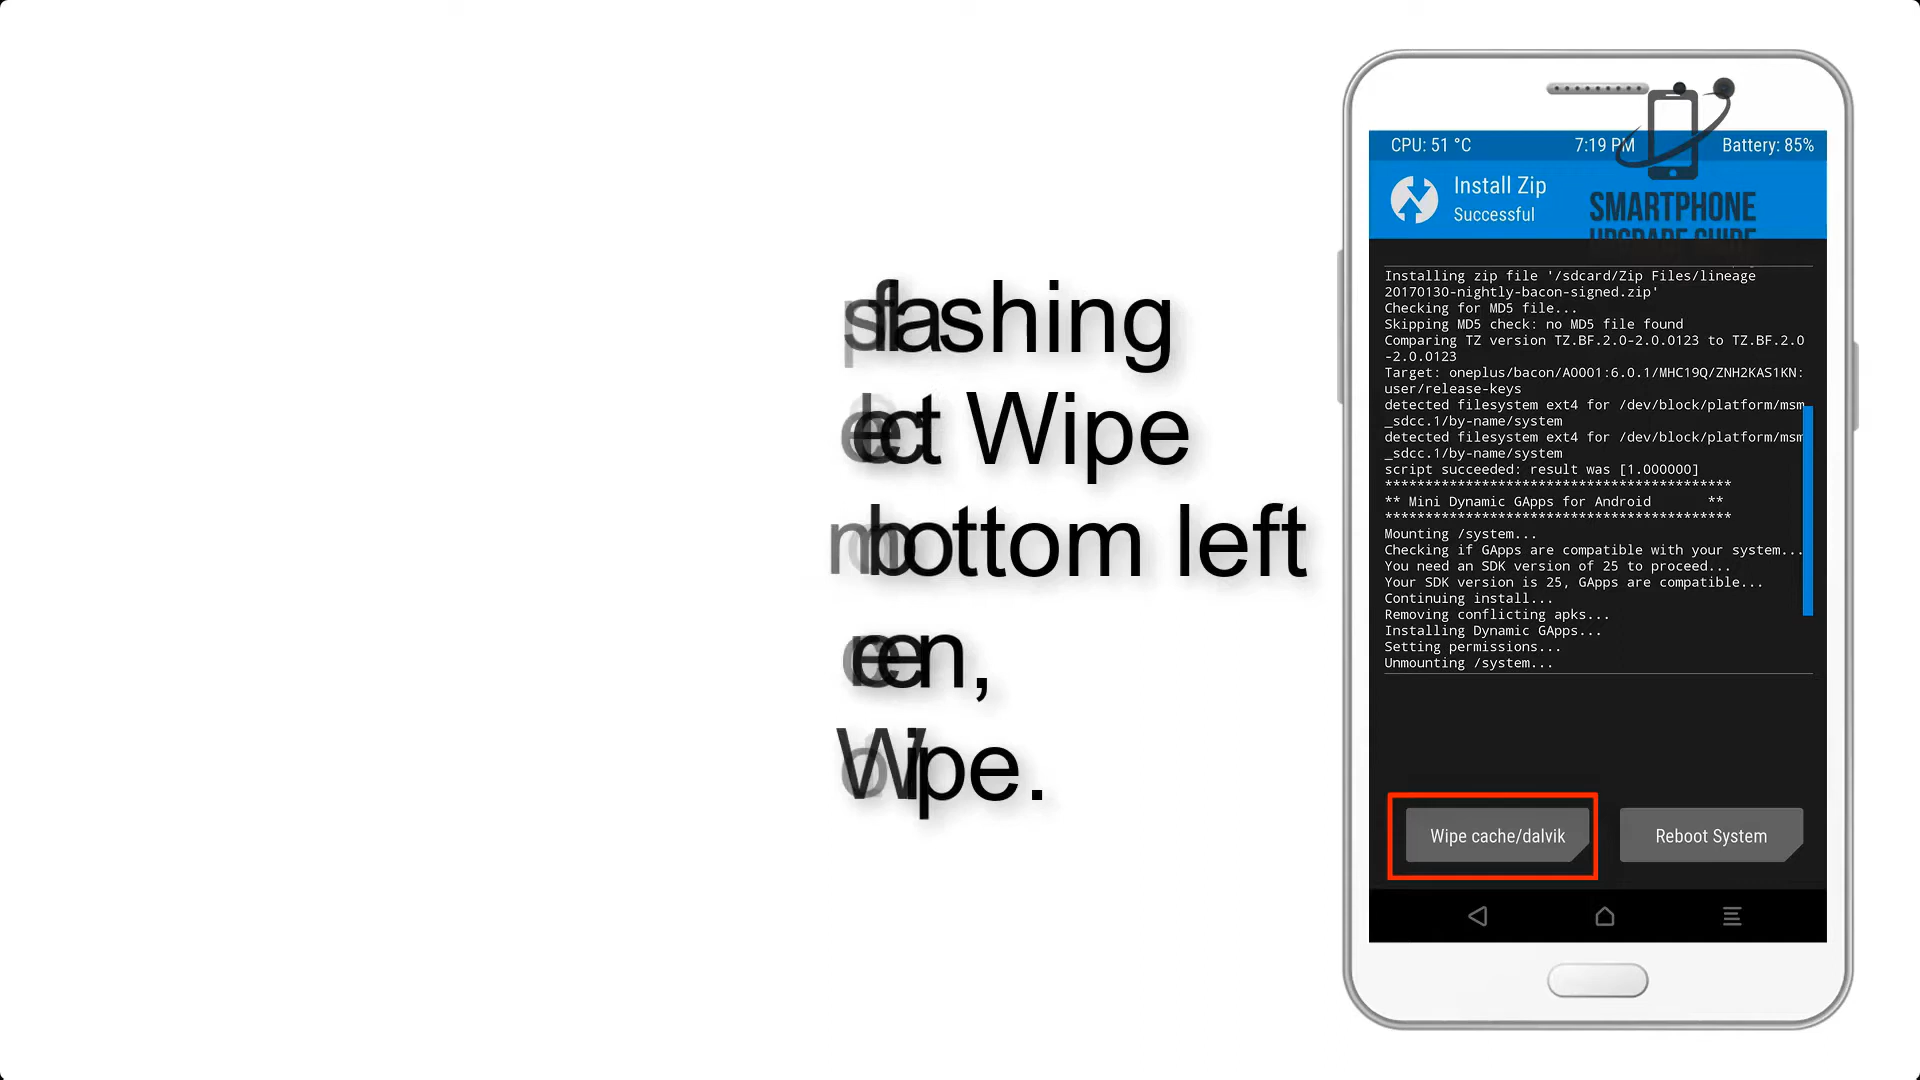 flashing
Wipe
bottom left
Wipe.
CPU: 51 °C 7:19 PM Battery: 85%
Install Zip
Successful
SMARTPHONE
UPGRADE GUIDE
Installing zip file '/sdcard/Zip Files/lineage
20170130-nightly-bacon-signed.zip'
Checking for MD5 file...
Skipping MD5 check: no MD5 file found
Comparing TZ version TZ.BF.2.0-2.0.0123 to TZ.BF.2.0
-2.0.0123
Target: oneplus/bacon/A0001:6.0.1/MHC19Q/ZNH2KAS1KN:
user/release-keys
detected filesystem ext4 for /dev/block/platform/msm
_sdcc.1/by-name/system
detected filesystem ext4 for /dev/block/platform/msm
_sdcc.1/by-name/system
script succeeded: result was [1.000000]
*******************************************
** Mini Dynamic GApps for Android **
*******************************************
Mounting /system...
Checking if GApps are compatible with your system...
You need an SDK version of 25 to proceed...
Your SDK version is 25, GApps are compatible...
Continuing install...
Removing conflicting apks...
Installing Dynamic GApps...
Setting permissions...
Unmounting /system...
Wipe cache/dalvik
Reboot System